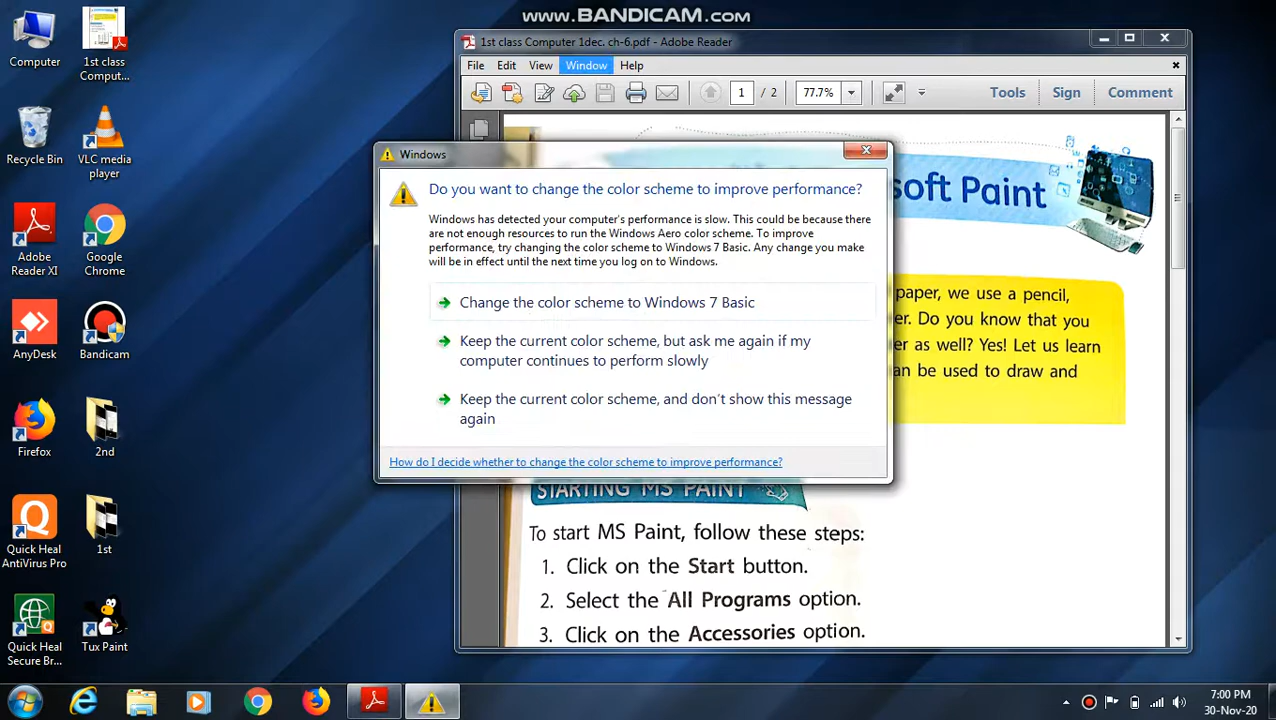 www.BANDICAM.com
Computer
1st class
Comput...
Recycle Bin
VLC media
player
Adobe
Reader XI
Google
Chrome
AnyDesk
Bandicam
Firefox
2nd
Quick Heal
AntiVirus Pro
1st
Quick Heal
Secure Br...
Tux Paint
1st class Computer 1dec. ch-6.pdf - Adobe Reader
File Edit View Window Help
1 / 2 77.7% Tools Sign Comment
soft Paint
paper, we use a pencil,
er. Do you know that you
er as well? Yes! Let us learn
an be used to draw and
Windows
Do you want to change the color scheme to improve performance?
Windows has detected your computer's performance is slow. This could be because there
are not enough resources to run the Windows Aero color scheme. To improve
performance, try changing the color scheme to Windows 7 Basic. Any change you make
will be in effect until the next time you log on to Windows.
Change the color scheme to Windows 7 Basic
Keep the current color scheme, but ask me again if my
computer continues to perform slowly
Keep the current color scheme, and don't show this message
again
How do I decide whether to change the color scheme to improve performance?
STARTING MS PAINT
To start MS Paint, follow these steps:
1. Click on the Start button.
2. Select the All Programs option.
3. Click on the Accessories option.
7:00 PM
30-Nov-20